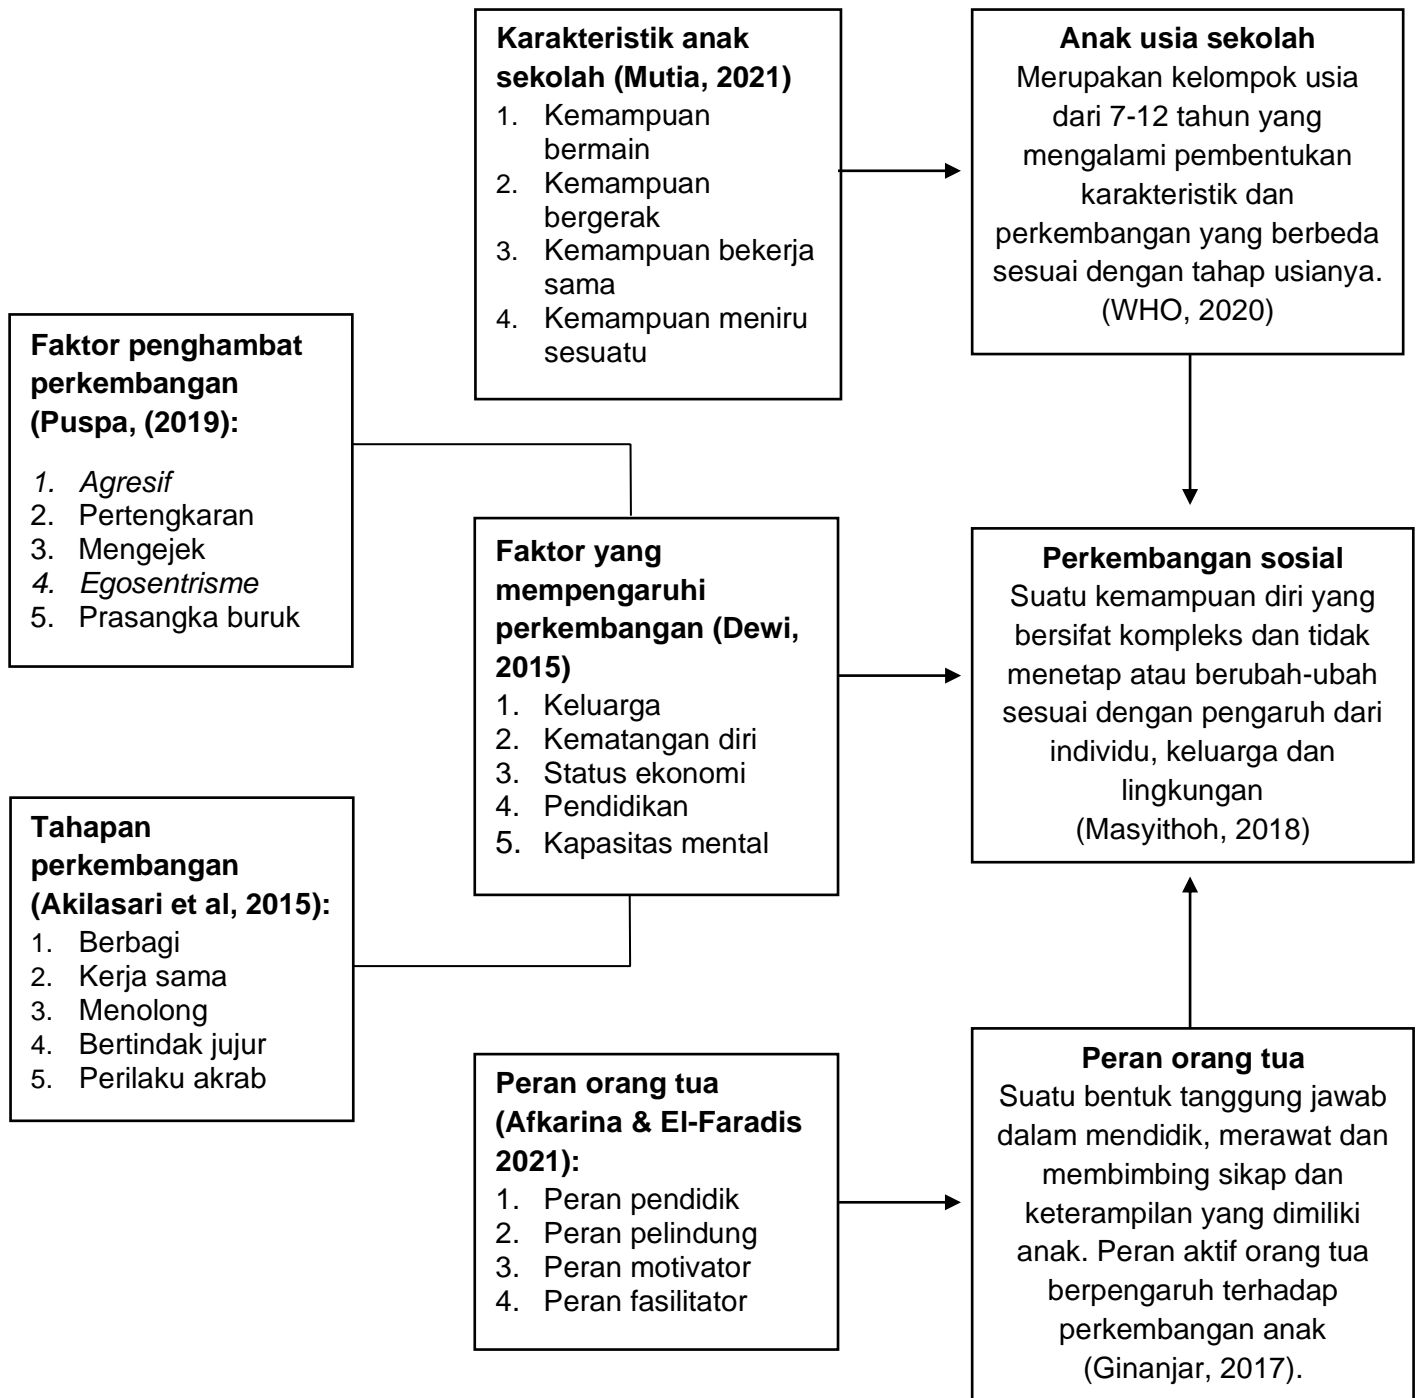 Karakteristik anak
sekolah (Mutia, 2021)
1. Kemampuan
bermain
2. Kemampuan
bergerak
3. Kemampuan bekerja
sama
4. Kemampuan meniru
sesuatu
Anak usia sekolah
Merupakan kelompok usia
dari 7-12 tahun yang
mengalami pembentukan
karakteristik dan
perkembangan yang berbeda
sesuai dengan tahap usianya.
(WHO, 2020)
Faktor penghambat
perkembangan
(Puspa, (2019):
1. Agresif
2. Pertengkaran
3. Mengejek
4. Egosentrisme
5. Prasangka buruk
Faktor yang
mempengaruhi
perkembangan (Dewi,
2015)
1. Keluarga
2. Kematangan diri
3. Status ekonomi
4. Pendidikan
5. Kapasitas mental
Perkembangan sosial
Suatu kemampuan diri yang
bersifat kompleks dan tidak
menetap atau berubah-ubah
sesuai dengan pengaruh dari
individu, keluarga dan
lingkungan
(Masyithoh, 2018)
Tahapan
perkembangan
(Akilasari et al, 2015):
1. Berbagi
2. Kerja sama
3. Menolong
4. Bertindak jujur
5. Perilaku akrab
Peran orang tua
(Afkarina & El-Faradis
2021):
1. Peran pendidik
2. Peran pelindung
3. Peran motivator
4. Peran fasilitator
Peran orang tua
Suatu bentuk tanggung jawab
dalam mendidik, merawat dan
membimbing sikap dan
keterampilan yang dimiliki
anak. Peran aktif orang tua
berpengaruh terhadap
perkembangan anak
(Ginanjar, 2017).